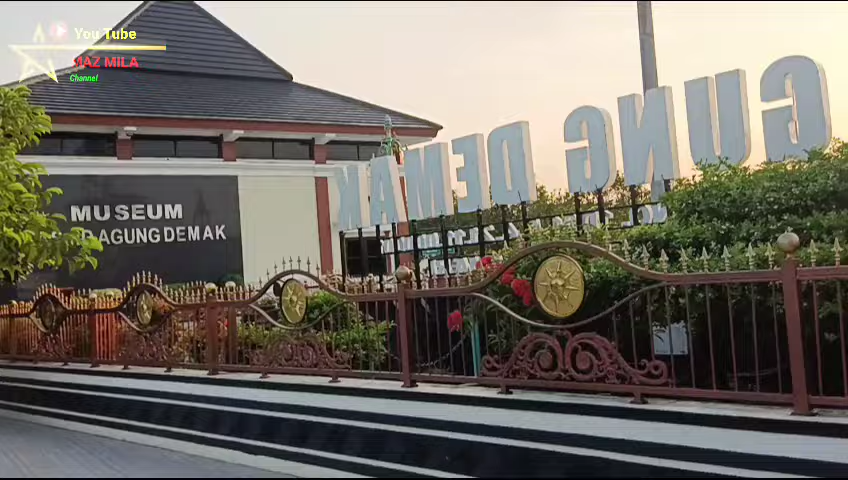 You Tube
MAZ MILA
Channel
MUSEUM
AGUNG DEMAK
GUNG DEMAK